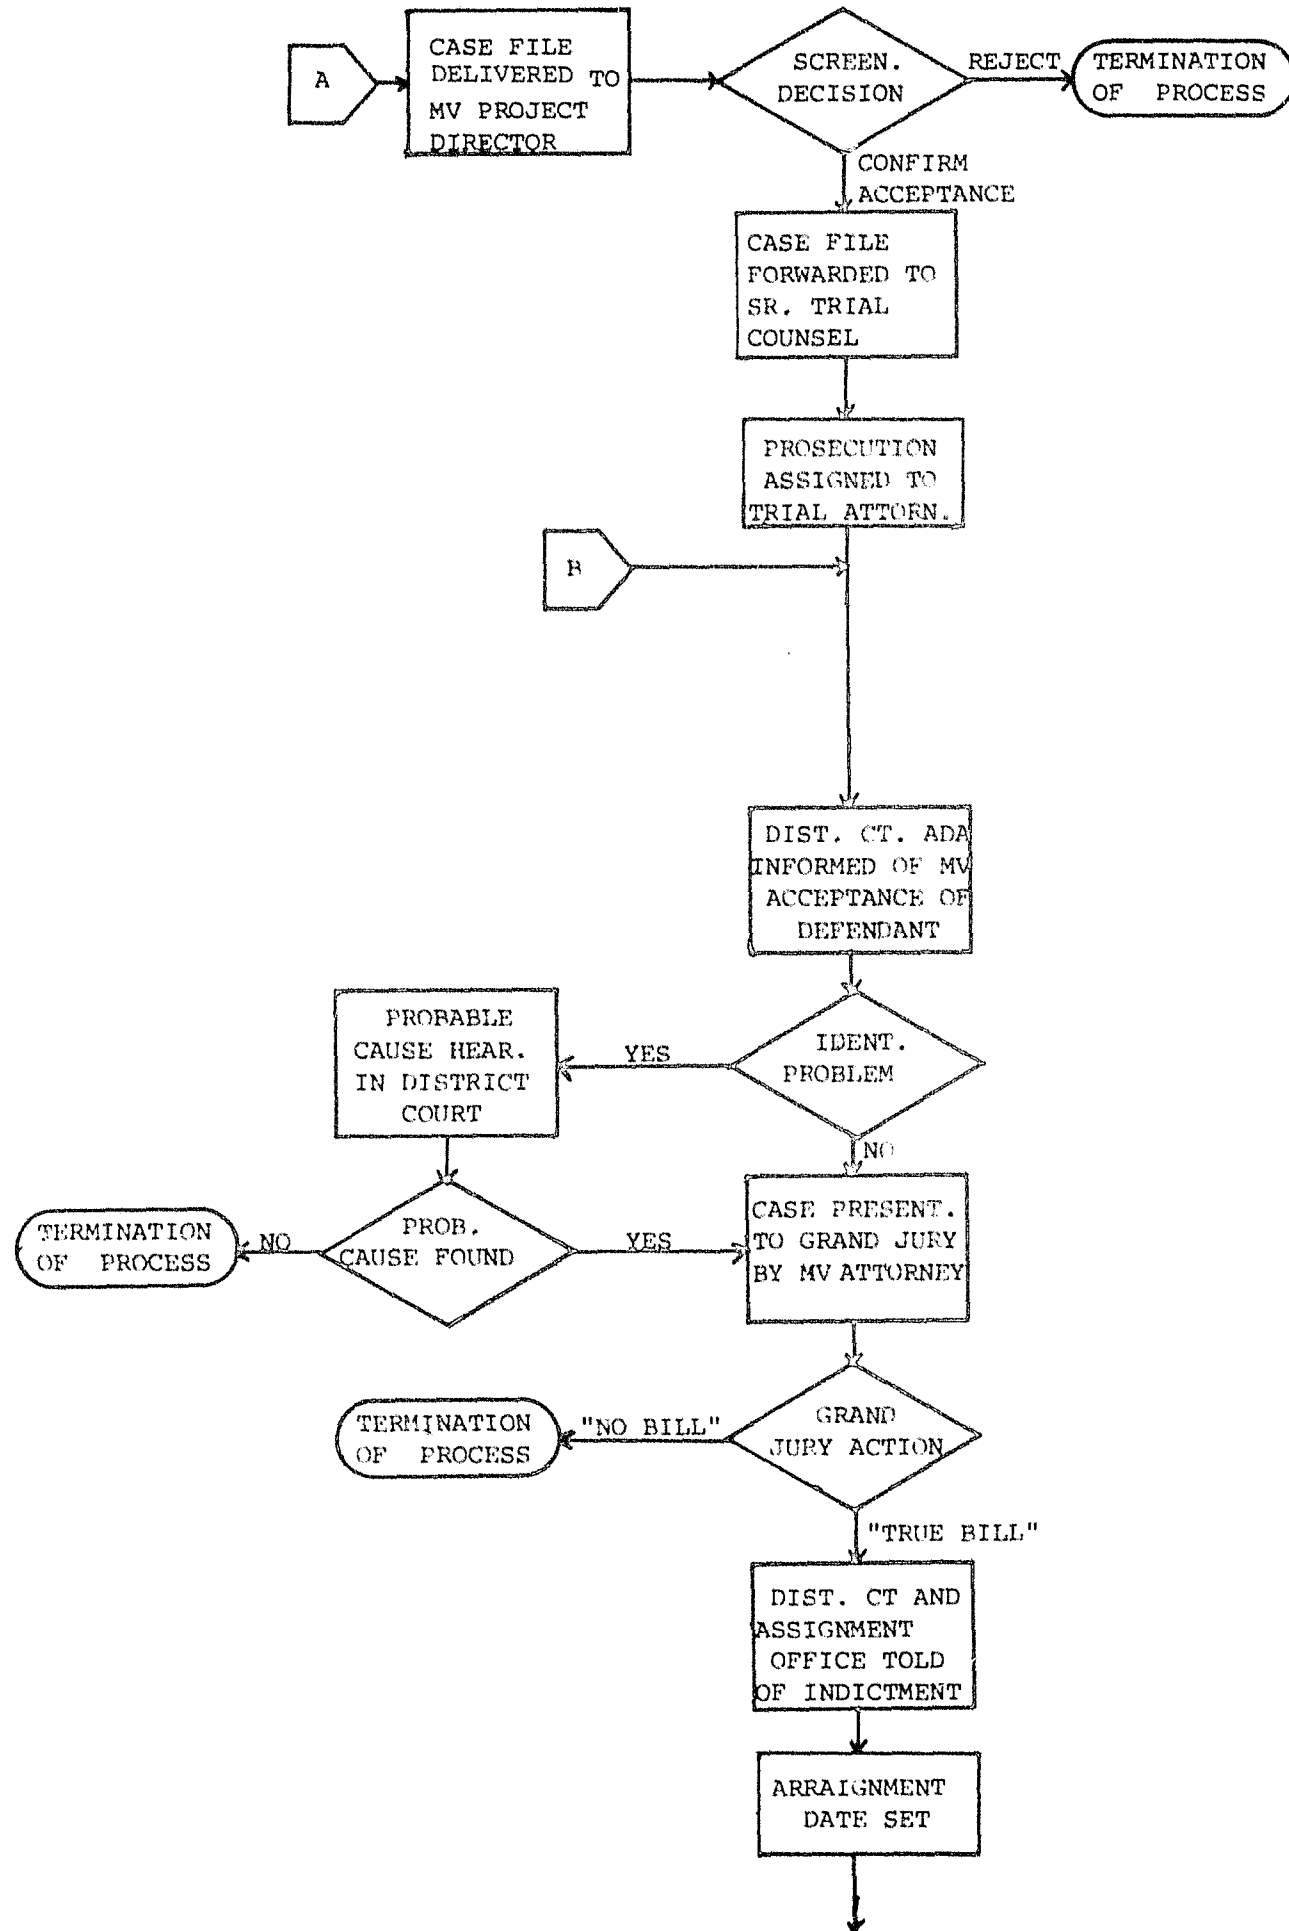 A
CASE FILE
DELIVERED TO
MV PROJECT
DIRECTOR
SCREEN.
DECISION
REJECT
TERMINATION
OF PROCESS
CONFIRM
ACCEPTANCE
CASE FILE
FORWARDED TO
SR. TRIAL
COUNSEL
PROSECUTION
ASSIGNED TO
TRIAL ATTORN.
B
DIST. CT. ADA
INFORMED OF MV
ACCEPTANCE OF
DEFENDANT
IDENT.
PROBLEM
YES
PROBABLE
CAUSE HEAR.
IN DISTRICT
COURT
NO
PROB.
CAUSE FOUND
NO
TERMINATION
OF PROCESS
YES
CASE PRESENT.
TO GRAND JURY
BY MV ATTORNEY
GRAND
JURY ACTION
"NO BILL"
TERMINATION
OF PROCESS
"TRUE BILL"
DIST. CT AND
ASSIGNMENT
OFFICE TOLD
OF INDICTMENT
ARRAIGNMENT
DATE SET